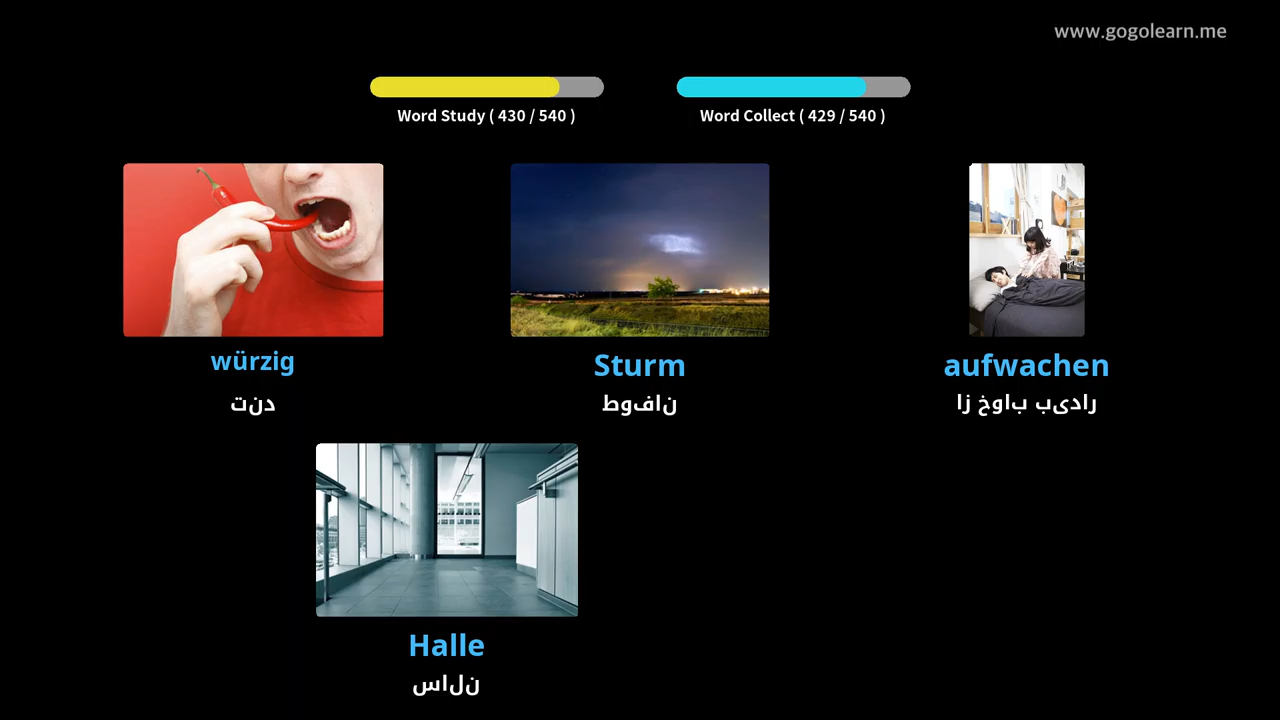 www.gogolearn.me
Word Study ( 430 / 540 )
Word Collect ( 429 / 540 )
würzig
دنت
Sturm
نافوط
aufwachen
رادیب باوخ زا
Halle
نلاس